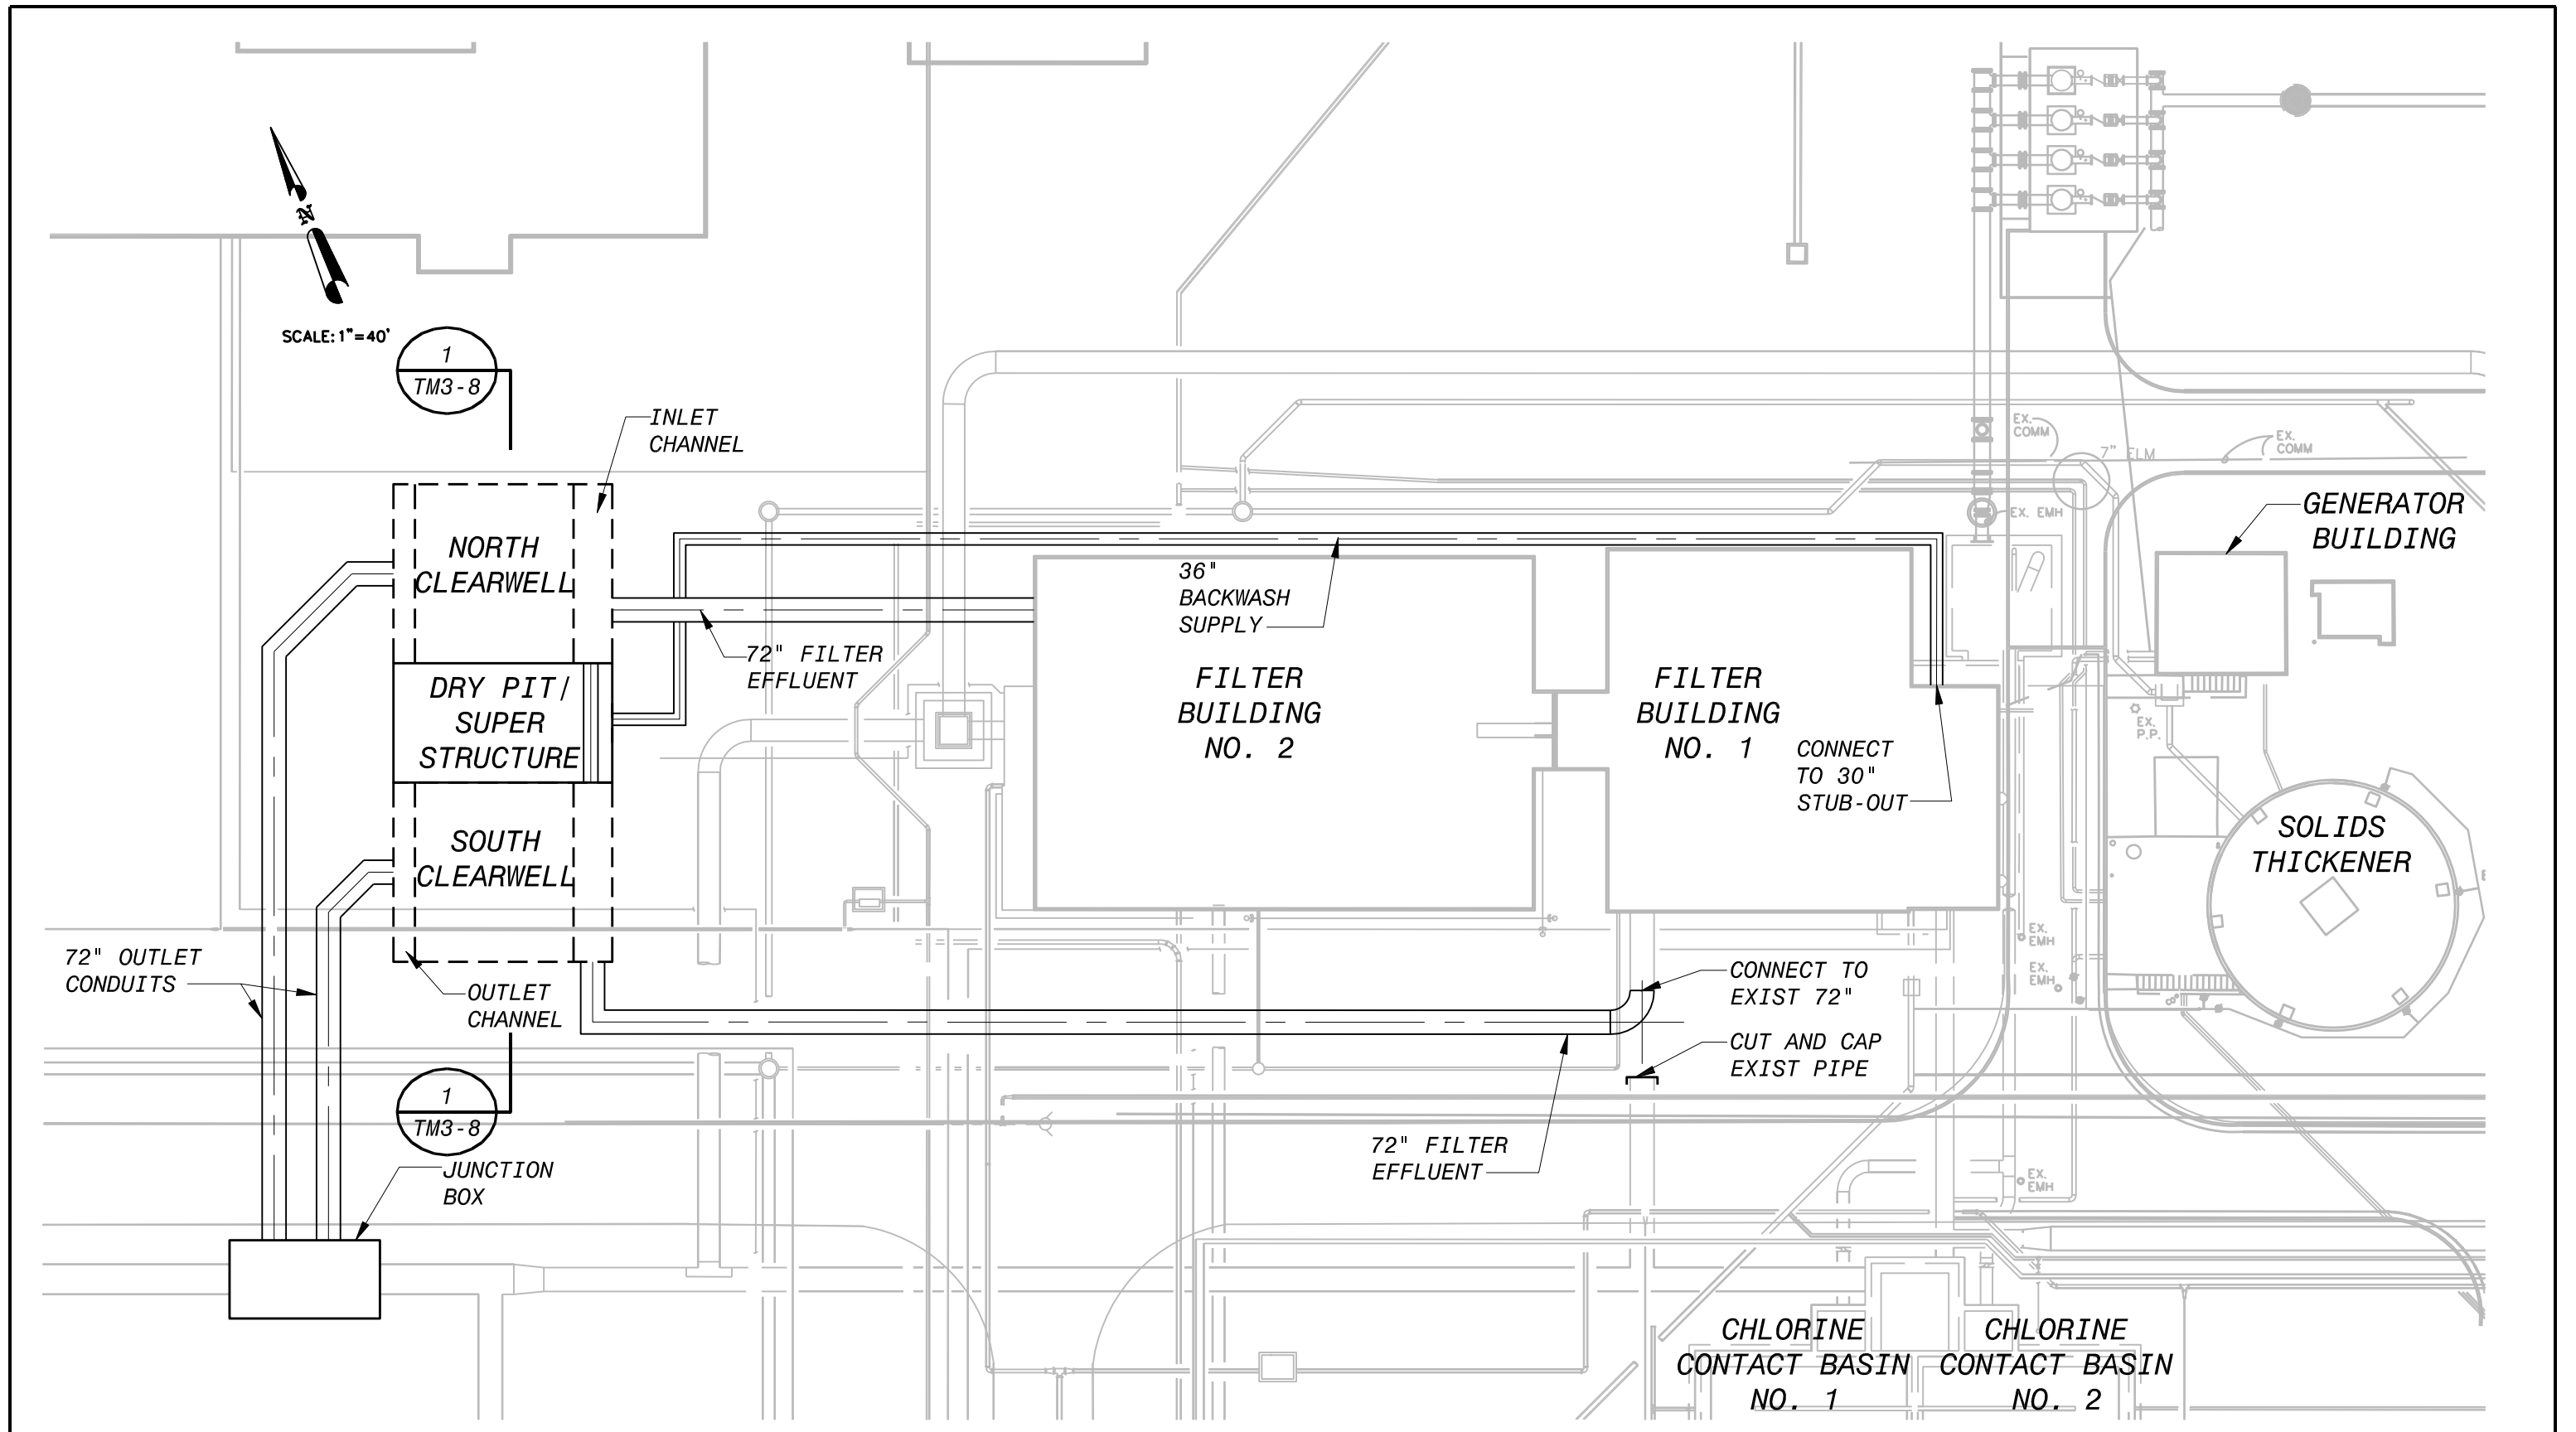 SCALE: 1"=40'
1
TM3-8
INLET
CHANNEL
EX.
COMM
7" ELM
EX.
COMM
EX. EMH
GENERATOR
BUILDING
NORTH
CLEARWELL
36"
BACKWASH
SUPPLY
72" FILTER
EFFLUENT
DRY PIT/
SUPER
STRUCTURE
FILTER
BUILDING
NO. 2
FILTER
BUILDING
NO. 1
CONNECT
TO 30"
STUB-OUT
EX.
P.P.
SOLIDS
THICKENER
SOUTH
CLEARWELL
72" OUTLET
CONDUITS
OUTLET
CHANNEL
EX.
EMH
EX.
EMH
CONNECT TO
EXIST 72"
CUT AND CAP
EXIST PIPE
1
TM3-8
72" FILTER
EFFLUENT
JUNCTION
BOX
EX.
EMH
CHLORINE
CONTACT BASIN
NO. 1
CHLORINE
CONTACT BASIN
NO. 2